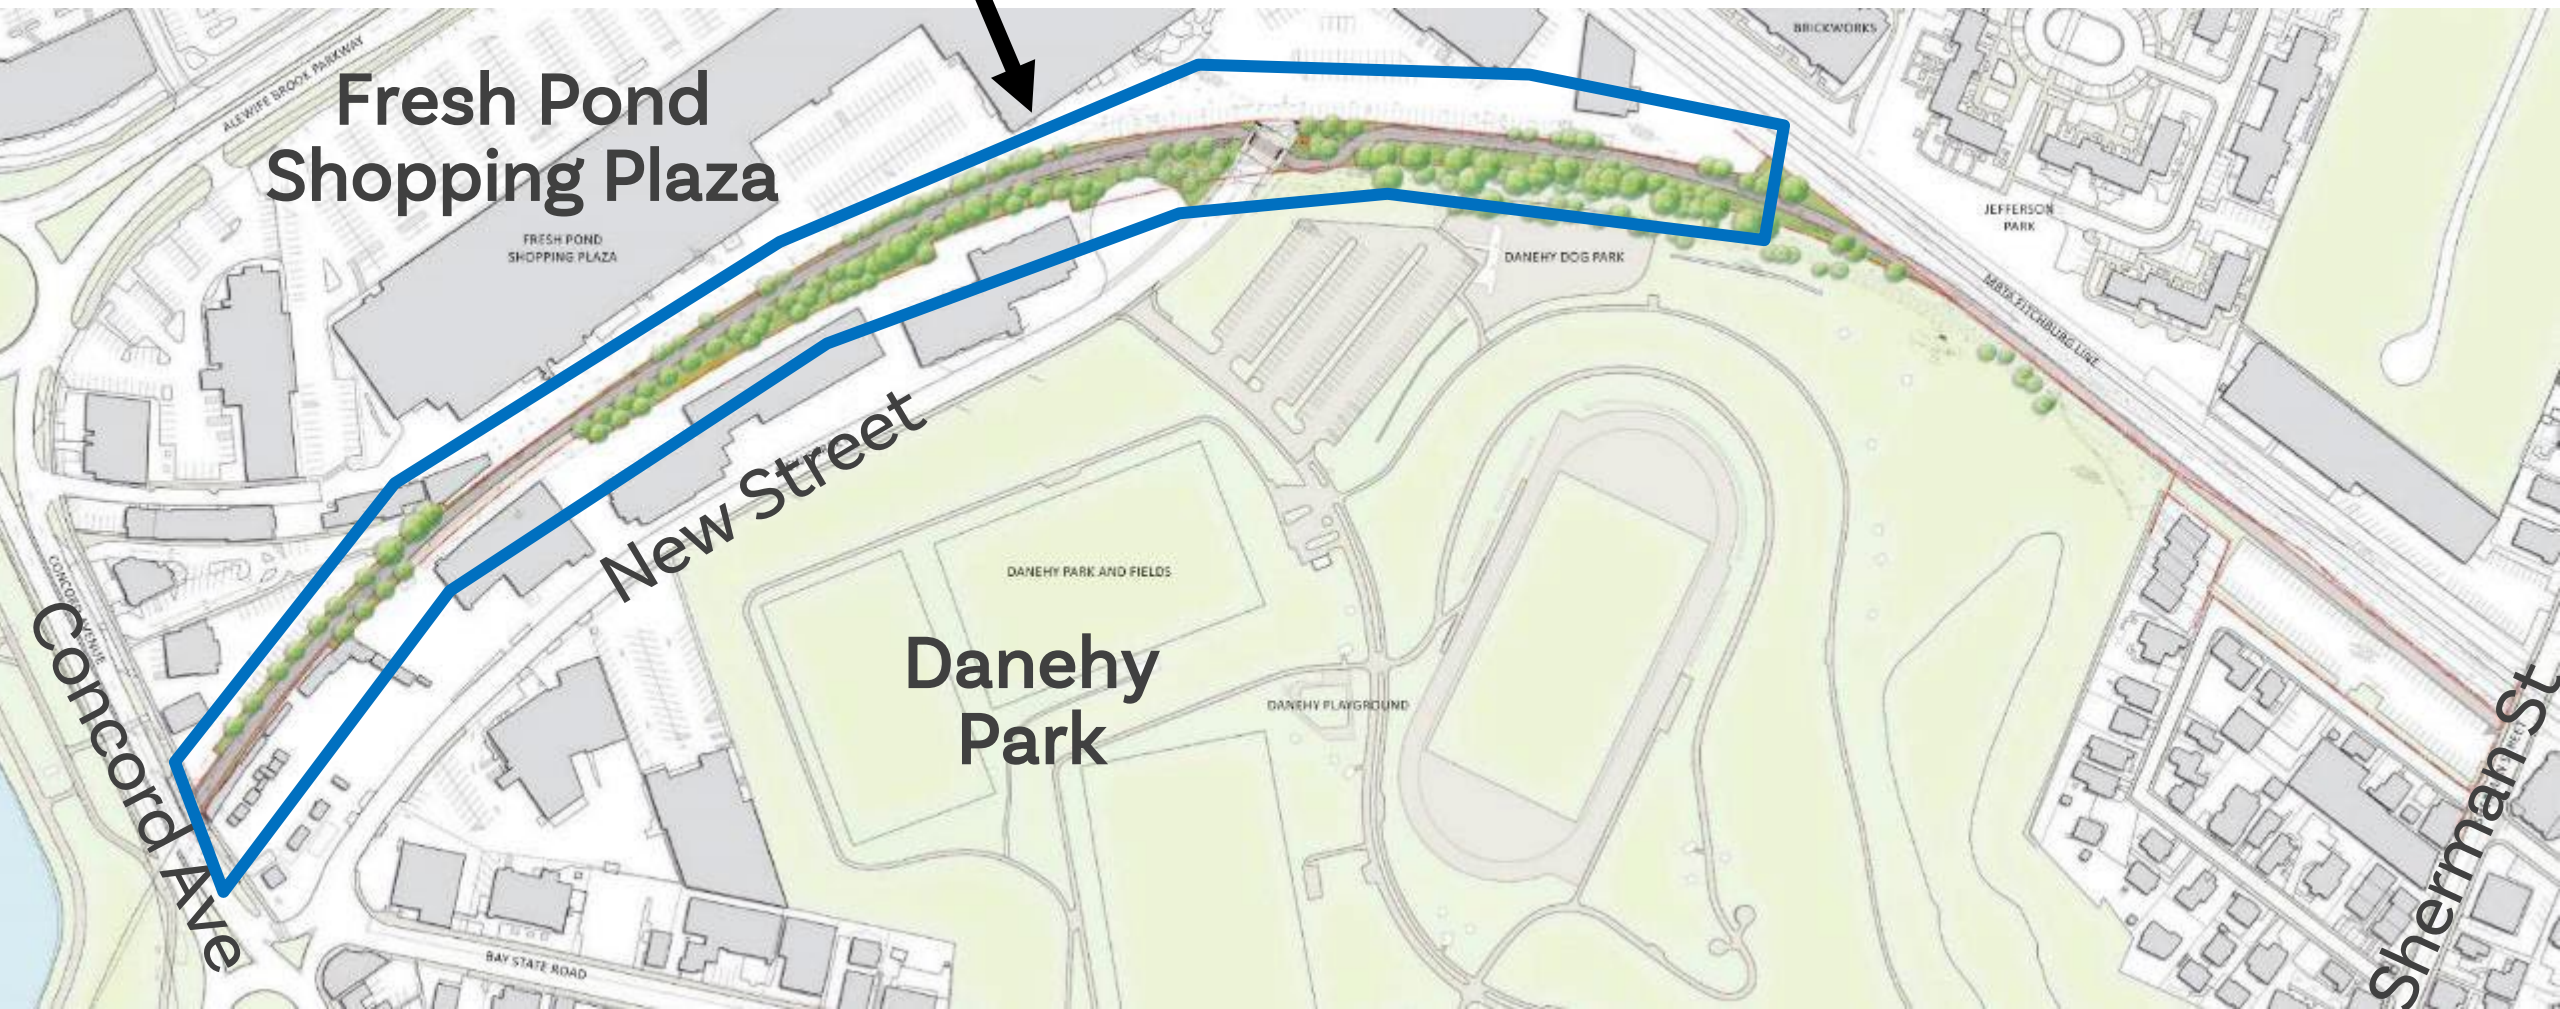 BRICKWORKS
ALEWIFE BROOK PARKWAY
Fresh Pond
Shopping Plaza
FRESH POND
SHOPPING PLAZA
JEFFERSON
PARK
DANEHY DOG PARK
MBTA FITCHBURG LINE
New Street
DANEHY PARK AND FIELDS
CONCORD AVENUE
Concord Ave
Danehy
Park
DANEHY PLAYGROUND
Sherman St
BAY STATE ROAD